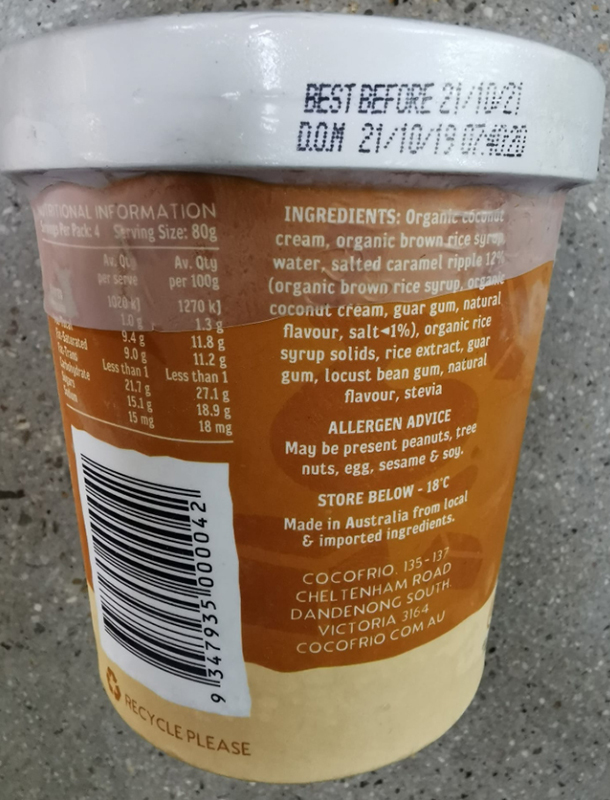 BEST BEFORE 21/10/21
D.O.M 21/10/19 07:40:20
NUTRITIONAL INFORMATION
Per Pack: 4 Serving Size: 80g
Av. Qty per serve Av. Qty per 100g
1020 kJ 1270 kJ
1.0 g 1.3 g
9.4 g 11.8 g
Saturated 9.0 g 11.2 g
Trans Less than 1 Less than 1
Carbohydrate 21.7 g 27.1 g
Sugars 15.1 g 18.9 g
15 mg 18 mg
INGREDIENTS: Organic coconut
cream, organic brown rice syrup,
water, salted caramel ripple 12%
(organic brown rice syrup, organic
coconut cream, guar gum, natural
flavour, salt<1%), organic rice
syrup solids, rice extract, guar
gum, locust bean gum, natural
flavour, stevia
ALLERGEN ADVICE
May be present peanuts, tree
nuts, egg, sesame & soy.
STORE BELOW - 18°C
Made in Australia from local
& imported ingredients.
COCOFRIO. 135-137
CHELTENHAM ROAD
DANDENONG SOUTH.
VICTORIA 3164
COCOFRIO.COM.AU
9 347935 000042
RECYCLE PLEASE